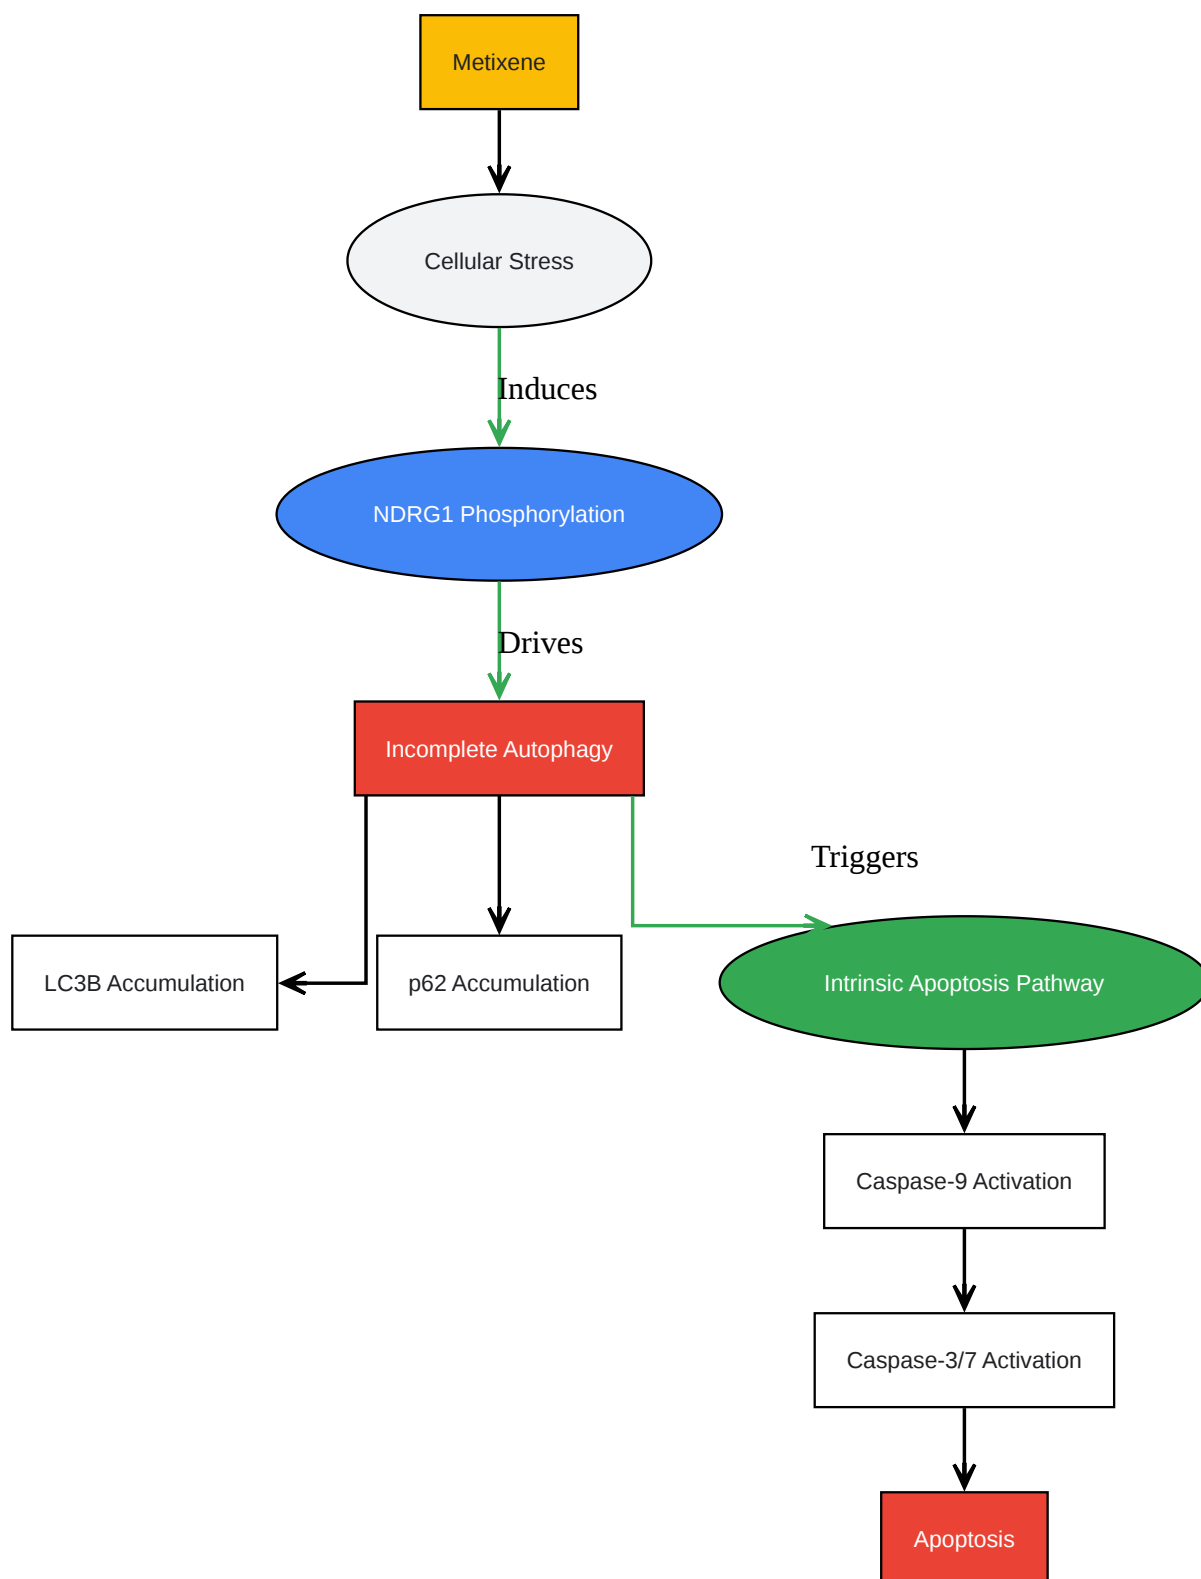 Metixene
Cellular Stress
Induces
NDRG1 Phosphorylation
Drives
Incomplete Autophagy
Triggers
LC3B Accumulation
p62 Accumulation
Intrinsic Apoptosis Pathway
Caspase-9 Activation
Caspase-3/7 Activation
Apoptosis